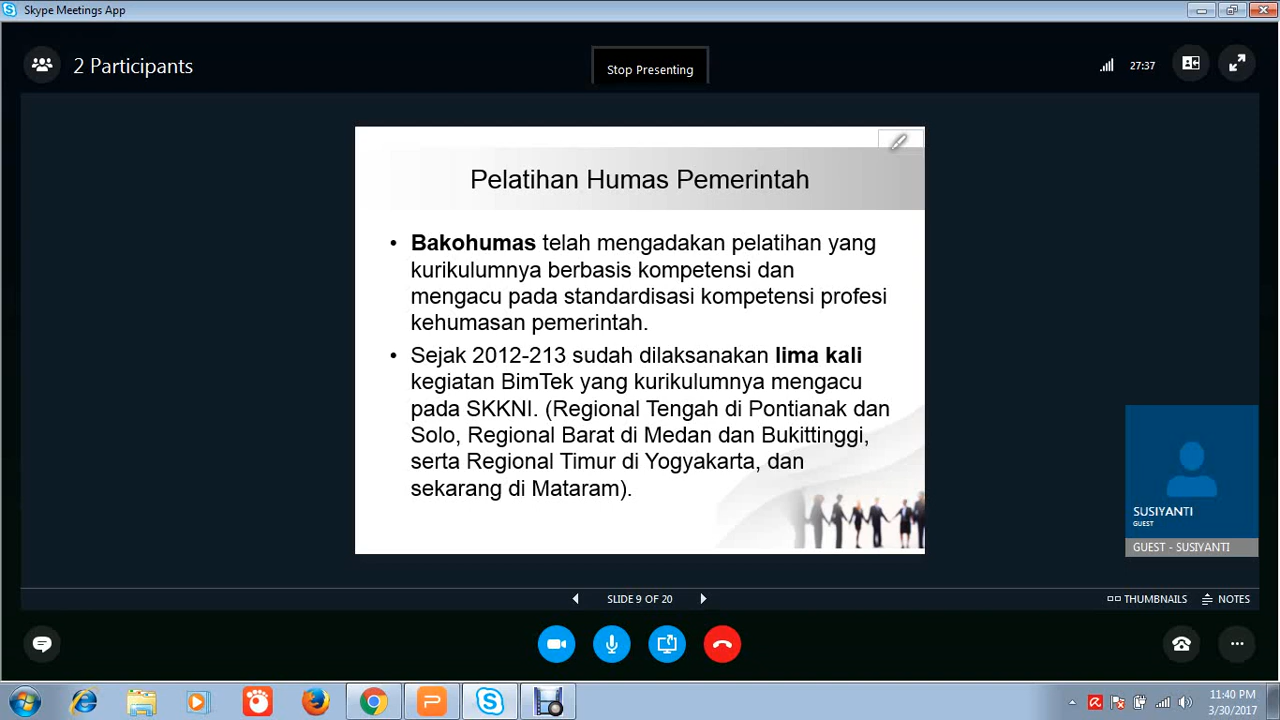 Skype Meetings App
2 Participants
Stop Presenting
27:37
Pelatihan Humas Pemerintah
• Bakohumas telah mengadakan pelatihan yang
kurikulumnya berbasis kompetensi dan
mengacu pada standardisasi kompetensi profesi
kehumasan pemerintah.
• Sejak 2012-213 sudah dilaksanakan lima kali
kegiatan BimTek yang kurikulumnya mengacu
pada SKKNI. (Regional Tengah di Pontianak dan
Solo, Regional Barat di Medan dan Bukittinggi,
serta Regional Timur di Yogyakarta, dan
sekarang di Mataram).
SUSIYANTI
GUEST
GUEST - SUSIYANTI
SLIDE 9 OF 20
THUMBNAILS
NOTES
11:40 PM
3/30/2017